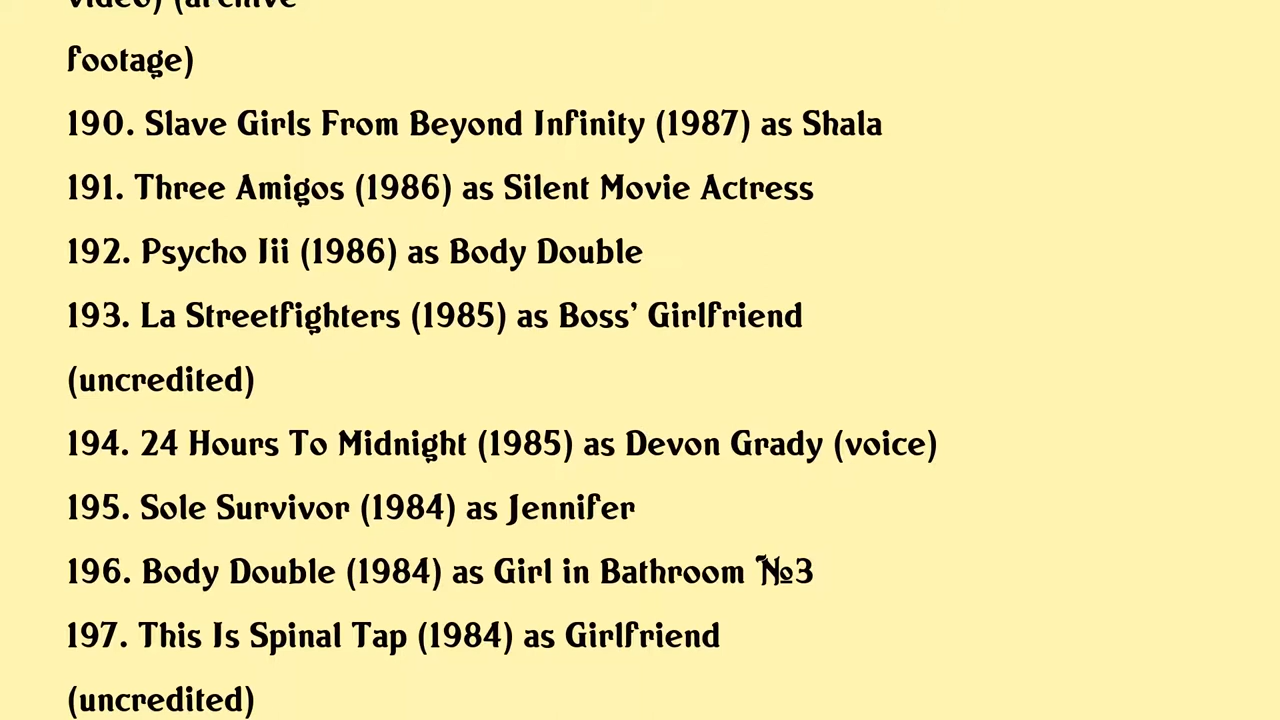 video) (archive
footage)
190. Slave Girls From Beyond Infinity (1987) as Shala
191. Three Amigos (1986) as Silent Movie Actress
192. Psycho Iii (1986) as Body Double
193. La Streetfighters (1985) as Boss’ Girlfriend
(uncredited)
194. 24 Hours To Midnight (1985) as Devon Grady (voice)
195. Sole Survivor (1984) as Jennifer
196. Body Double (1984) as Girl in Bathroom №3
197. This Is Spinal Tap (1984) as Girlfriend
(uncredited)